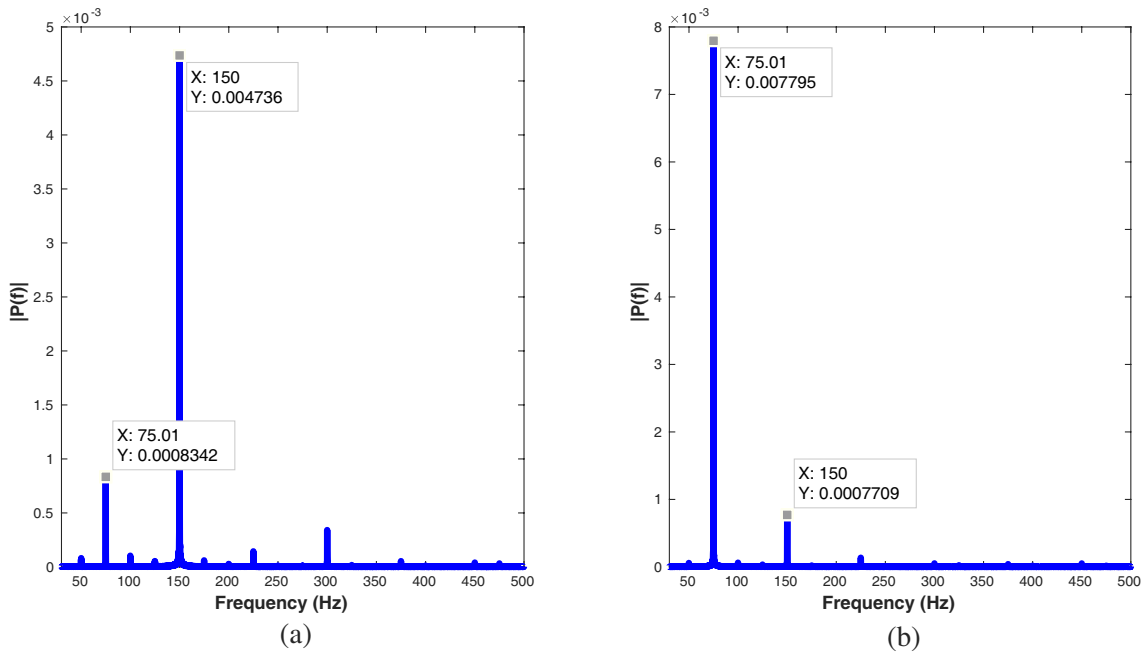 ×10⁻³
5
4.5
4
3.5
3
2.5
2
1.5
1
0.5
0
|P(f)|
X: 150
Y: 0.004736
X: 75.01
Y: 0.0008342
50 100 150 200 250 300 350 400 450 500
Frequency (Hz)
(a)
×10⁻³
8
7
6
5
4
3
2
1
0
|P(f)|
X: 75.01
Y: 0.007795
X: 150
Y: 0.0007709
50 100 150 200 250 300 350 400 450 500
Frequency (Hz)
(b)